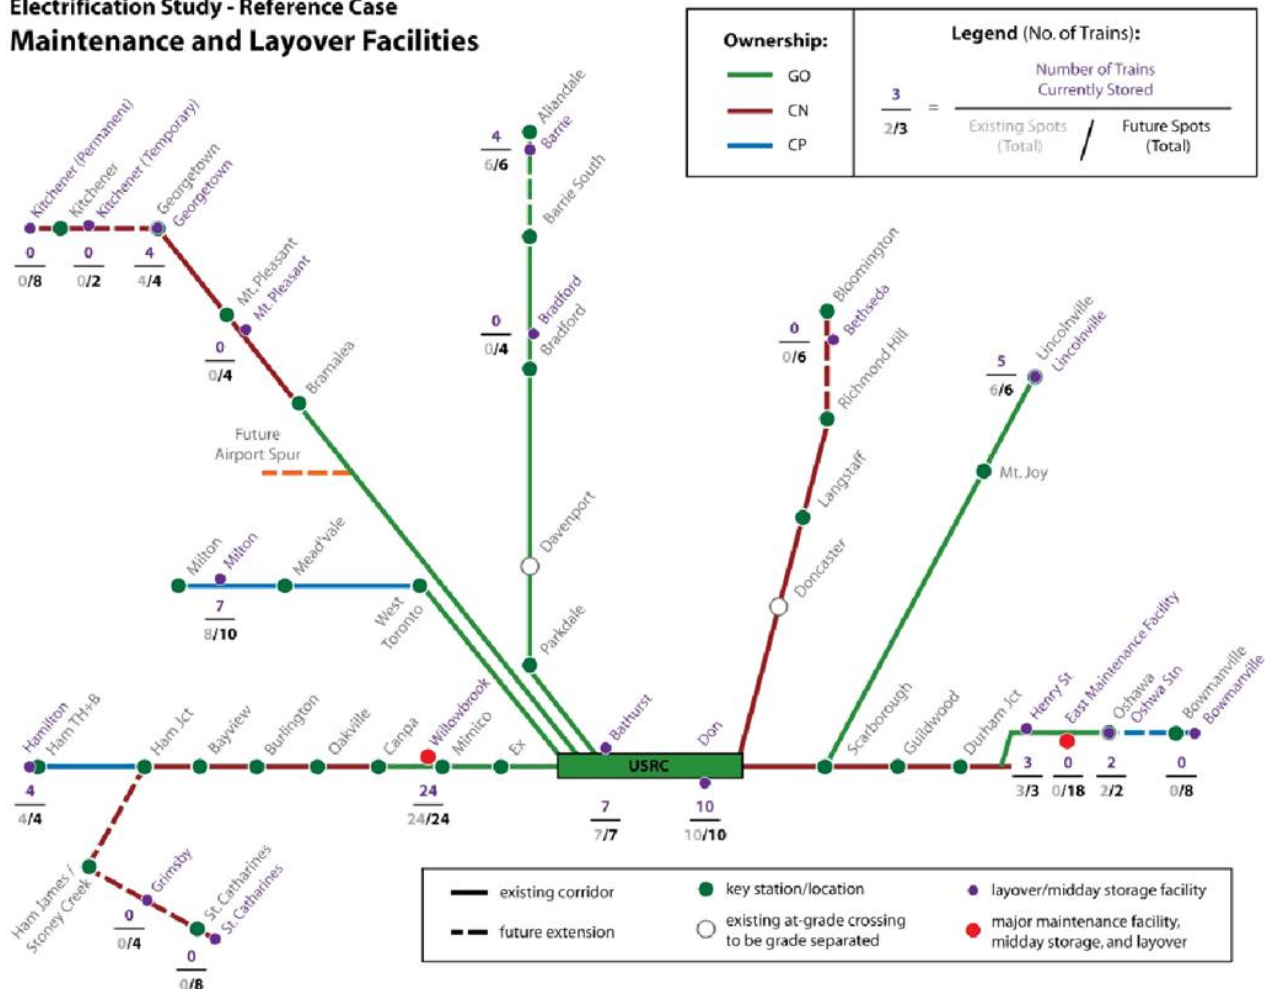 Electrification Study - Reference Case
Maintenance and Layover Facilities
Ownership:
GO
CN
CP
Legend (No. of Trains):
3
2/3
=
Number of Trains
Currently Stored
Existing Spots
(Total)
/
Future Spots
(Total)
Kitchener (Permanent)
Kitchener
Kitchener (Temporary)
Georgetown
Georgetown
0
0/8
0
0/2
4
4/4
Mt. Pleasant
Mt. Pleasant
0
0/4
Bramalea
Future
Airport Spur
Allandale
Barrie
4
6/6
Barrie South
Bradford
Bradford
0
0/4
Davenport
Parkdale
Bloomington
Bethseda
0
0/6
Richmond Hill
Langstaff
Doncaster
Lincolnville
Lincolnville
5
6/6
Mt. Joy
Milton
Milton
7
8/10
Mead'vale
West
Toronto
Hamilton
Ham TH+B
4
4/4
Ham Jct
Bayview
Burlington
Oakville
Canpa
Willowbrook
24
24/24
Mimico
Ex
USRC
Bathurst
7
7/7
Don
10
10/10
Scarborough
Guildwood
Durham Jct
Henry St
3
3/3
East Maintenance Facility
0
0/18
Oshawa
Oshwa Stn
2
2/2
Bowmanville
Bowmanville
0
0/8
Ham James /
Stoney Creek
Grimsby
0
0/4
St. Catharines
St. Catharines
0
0/8
existing corridor
future extension
key station/location
existing at-grade crossing
to be grade separated
layover/midday storage facility
major maintenance facility,
midday storage, and layover